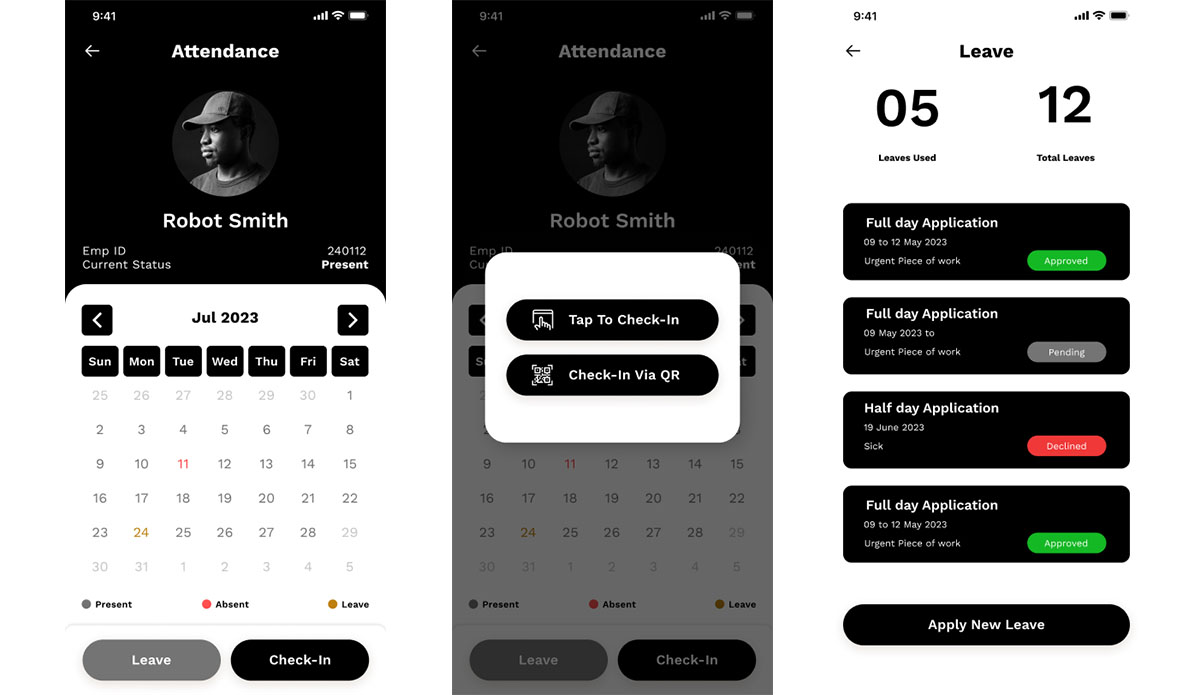 9:41
Attendance
Robot Smith
Emp ID 240112
Current Status Present
Jul 2023
Sun Mon Tue Wed Thu Fri Sat
25 26 27 28 29 30 1
2 3 4 5 6 7 8
9 10 11 12 13 14 15
16 17 18 19 20 21 22
23 24 25 26 27 28 29
30 31 1 2 3 4 5
Present Absent Leave
Leave Check-In
9:41
Attendance
Robot Smith
Emp ID 240112
Tap To Check-In
Check-In Via QR
9 10 11 12 13 14 15
16 17 18 19 20 21 22
23 24 25 26 27 28 29
30 31 1 2 3 4 5
Present Absent Leave
Leave Check-In
9:41
Leave
05 12
Leaves Used Total Leaves
Full day Application
09 to 12 May 2023
Urgent Piece of work Approved
Full day Application
09 May 2023 to
Urgent Piece of work Pending
Half day Application
19 June 2023
Sick Declined
Full day Application
09 to 12 May 2023
Urgent Piece of work Approved
Apply New Leave